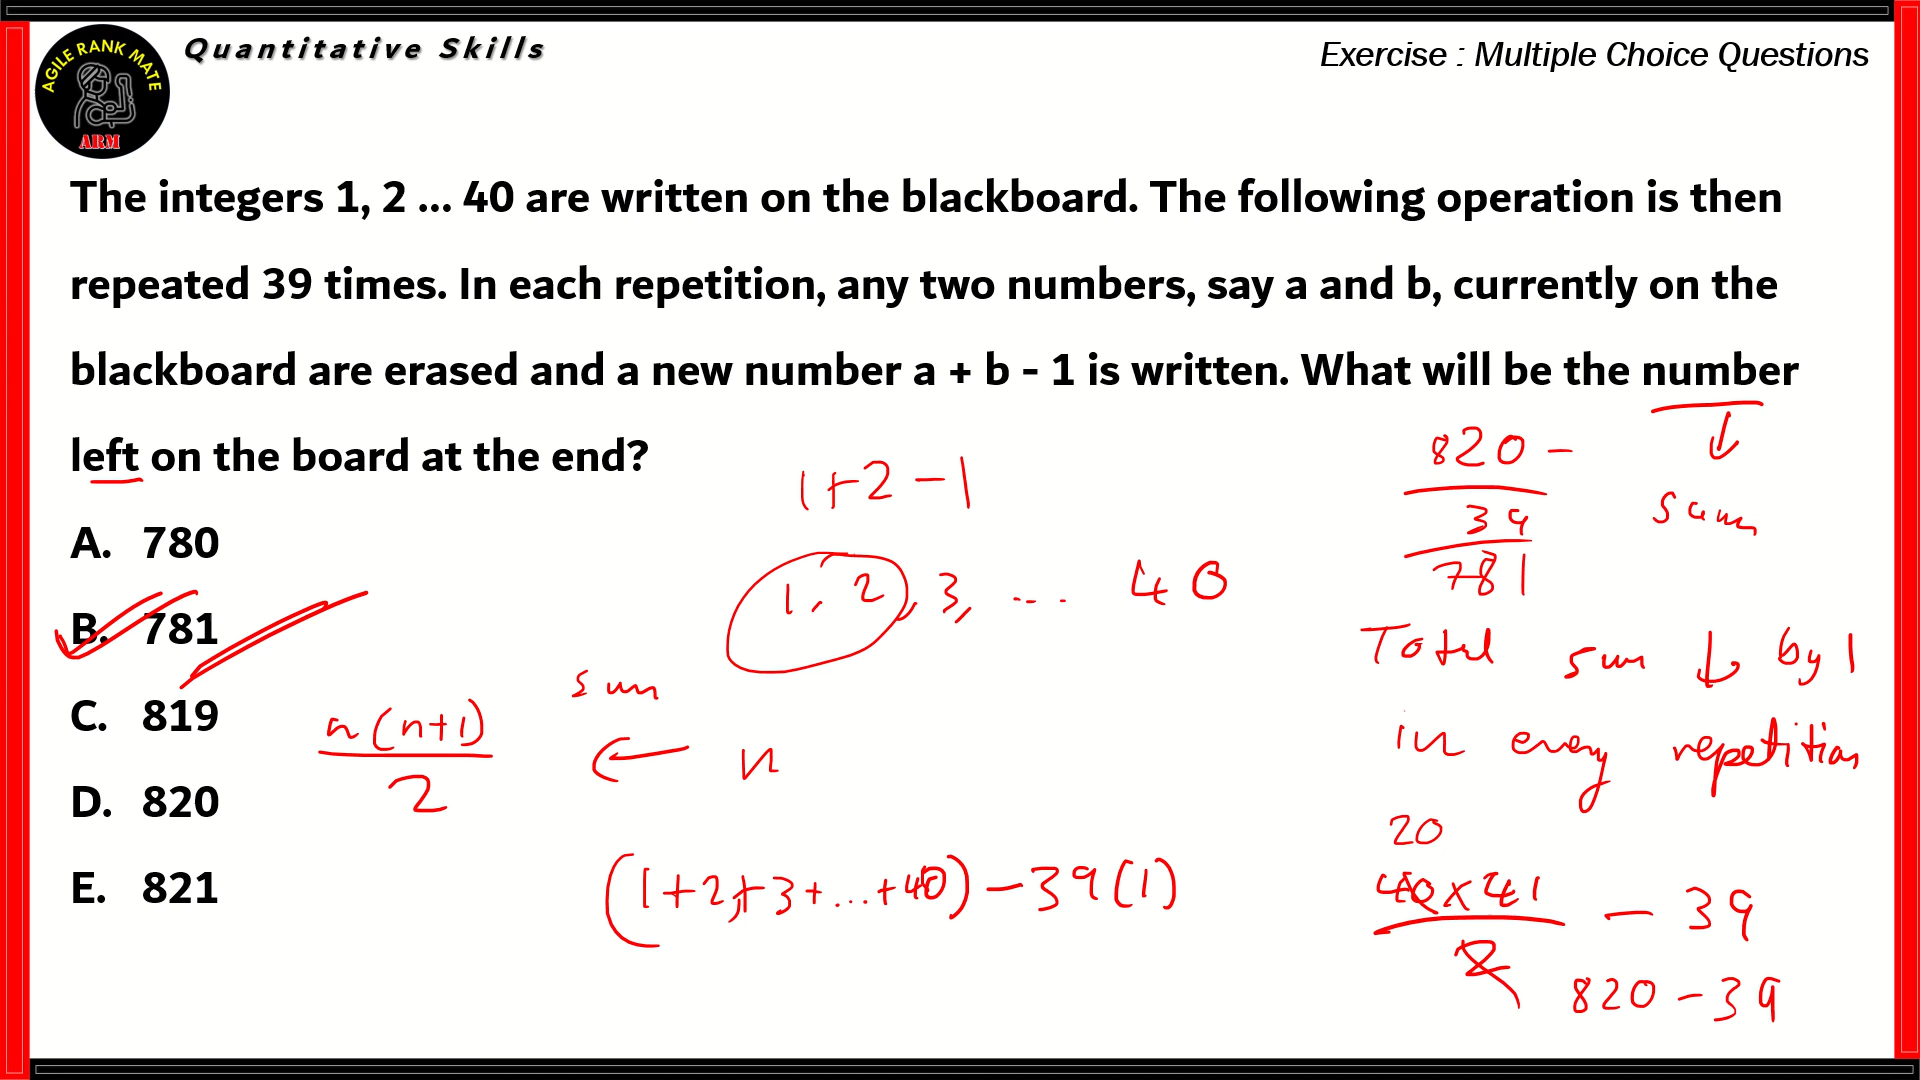 AGILE RANK MATE
ARM
Quantitative Skills
Exercise : Multiple Choice Questions
The integers 1, 2 ... 40 are written on the blackboard. The following operation is then
repeated 39 times. In each repetition, any two numbers, say a and b, currently on the
blackboard are erased and a new number a + b - 1 is written. What will be the number
left on the board at the end?
A. 780
B. 781
C. 819
D. 820
E. 821
1+2-1
1, 2, 3, ... 40
sum
n(n+1)
2
← n
(1+2+3+...+40) - 39(1)
820 -
39
781
↓
sum
Total sum ↓ by 1
in every repetition
20
40 x 41
2
- 39
820 - 39